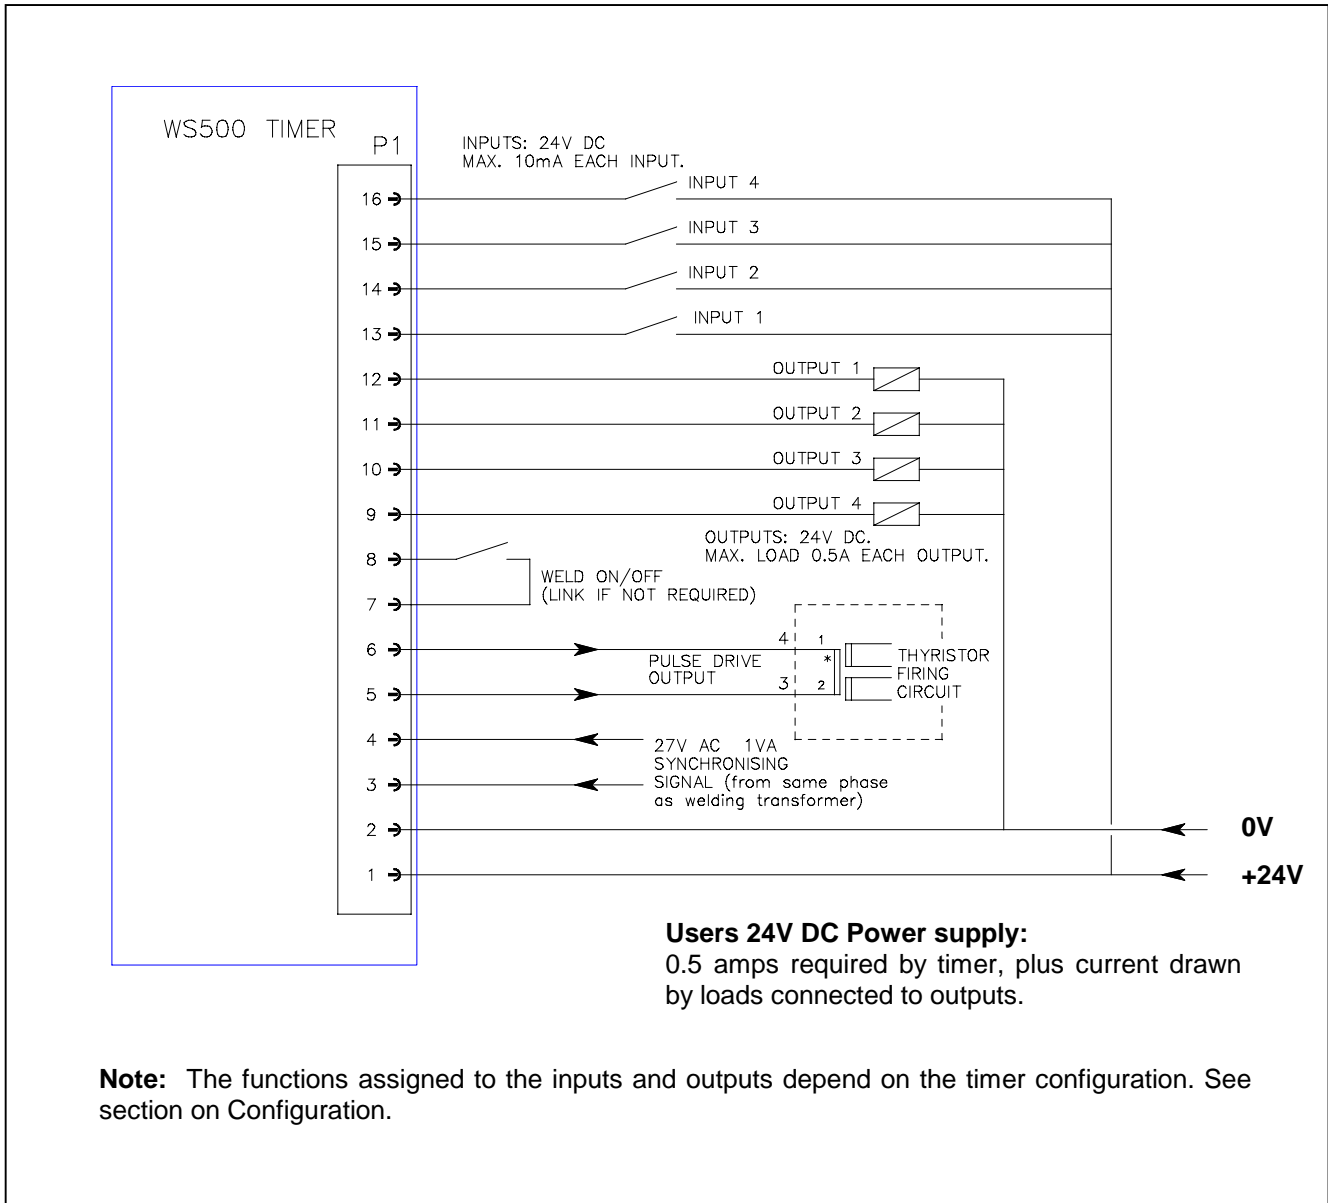 WS500 TIMER
P1
INPUTS: 24V DC
MAX. 10mA EACH INPUT.
16
INPUT 4
15
INPUT 3
14
INPUT 2
13
INPUT 1
12
OUTPUT 1
11
OUTPUT 2
10
OUTPUT 3
9
OUTPUT 4
OUTPUTS: 24V DC.
MAX. LOAD 0.5A EACH OUTPUT.
8
WELD ON/OFF
(LINK IF NOT REQUIRED)
7
6
4
1
PULSE DRIVE
OUTPUT
*
THYRISTOR
FIRING
CIRCUIT
5
3
2
4
27V AC 1VA
SYNCHRONISING
SIGNAL (from same phase
as welding transformer)
3
2
0V
1
+24V
Users 24V DC Power supply:
0.5 amps required by timer, plus current drawn
by loads connected to outputs.
Note: The functions assigned to the inputs and outputs depend on the timer configuration. See
section on Configuration.